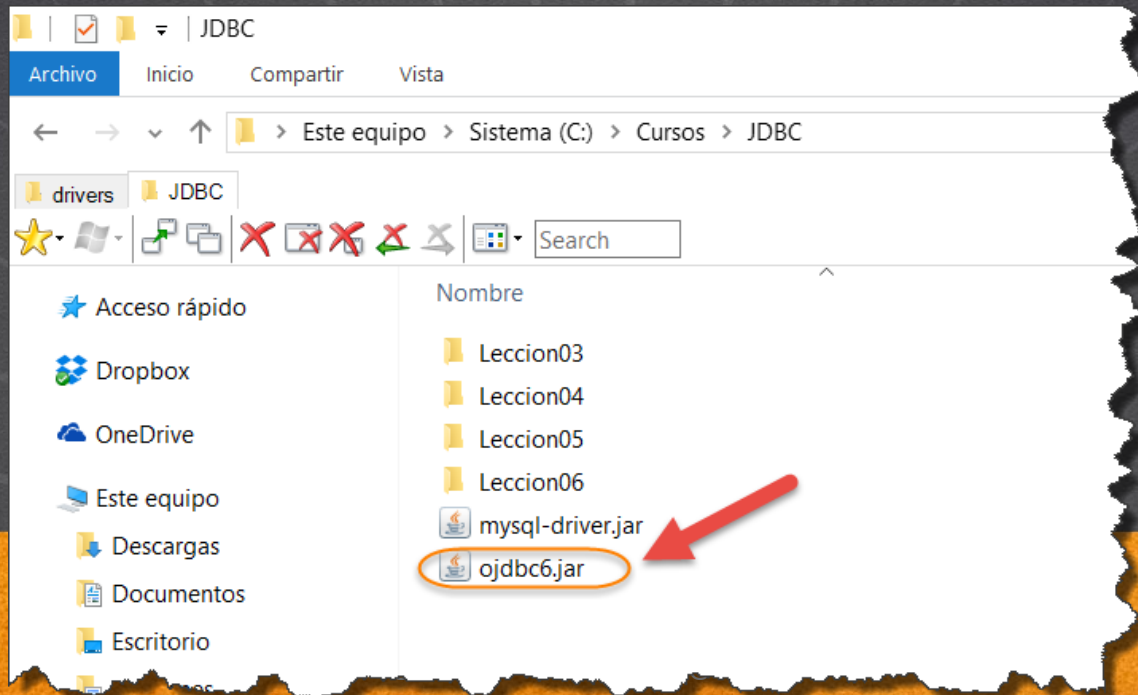 JDBC
Archivo Inicio Compartir Vista
Este equipo > Sistema (C:) > Cursos > JDBC
drivers JDBC
Search
Nombre
Acceso rápido
Dropbox
OneDrive
Este equipo
Descargas
Documentos
Escritorio
Leccion03
Leccion04
Leccion05
Leccion06
mysql-driver.jar
ojdbc6.jar